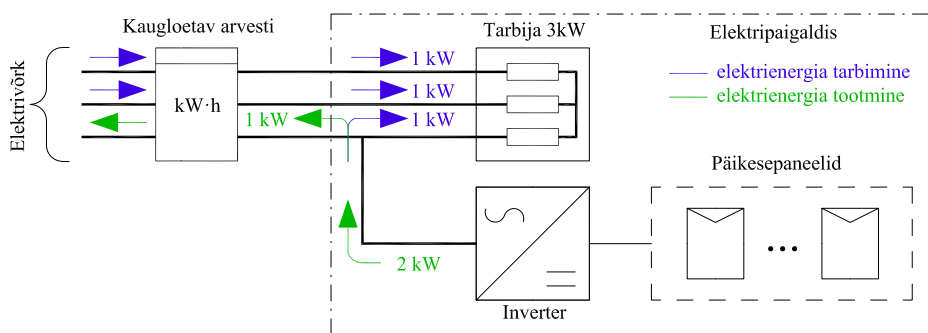 Kaugloetav arvesti
Tarbija 3kW
Elektripaigaldis
elektrienergia tarbimine
elektrienergia tootmine
Elektrivõrk
kW·h
1 kW
1 kW
1 kW
1 kW
2 kW
Inverter
Päikesepaneelid